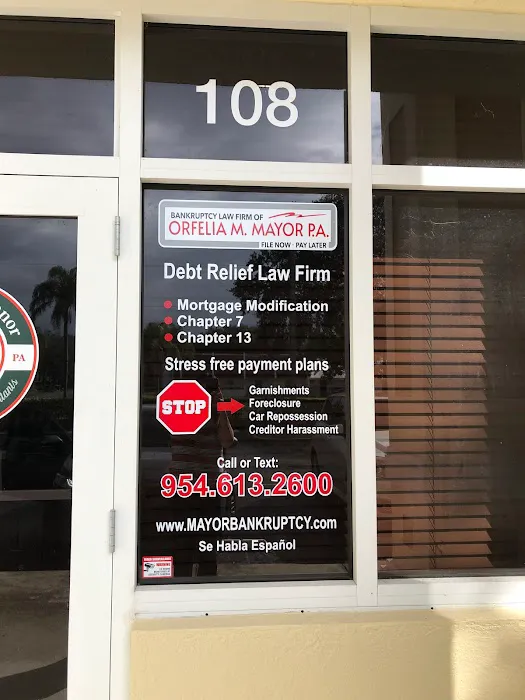 108
BANKRUPTCY LAW FIRM OF
ORFELIA M. MAYOR P.A.
FILE NOW · PAY LATER
Debt Relief Law Firm
Mortgage Modification
Chapter 7
Chapter 13
Stress free payment plans
STOP
Garnishments
Foreclosure
Car Repossession
Creditor Harassment
Call or Text:
954.613.2600
www.MAYORBANKRUPTCY.com
Se Habla Español
PA
WARNING